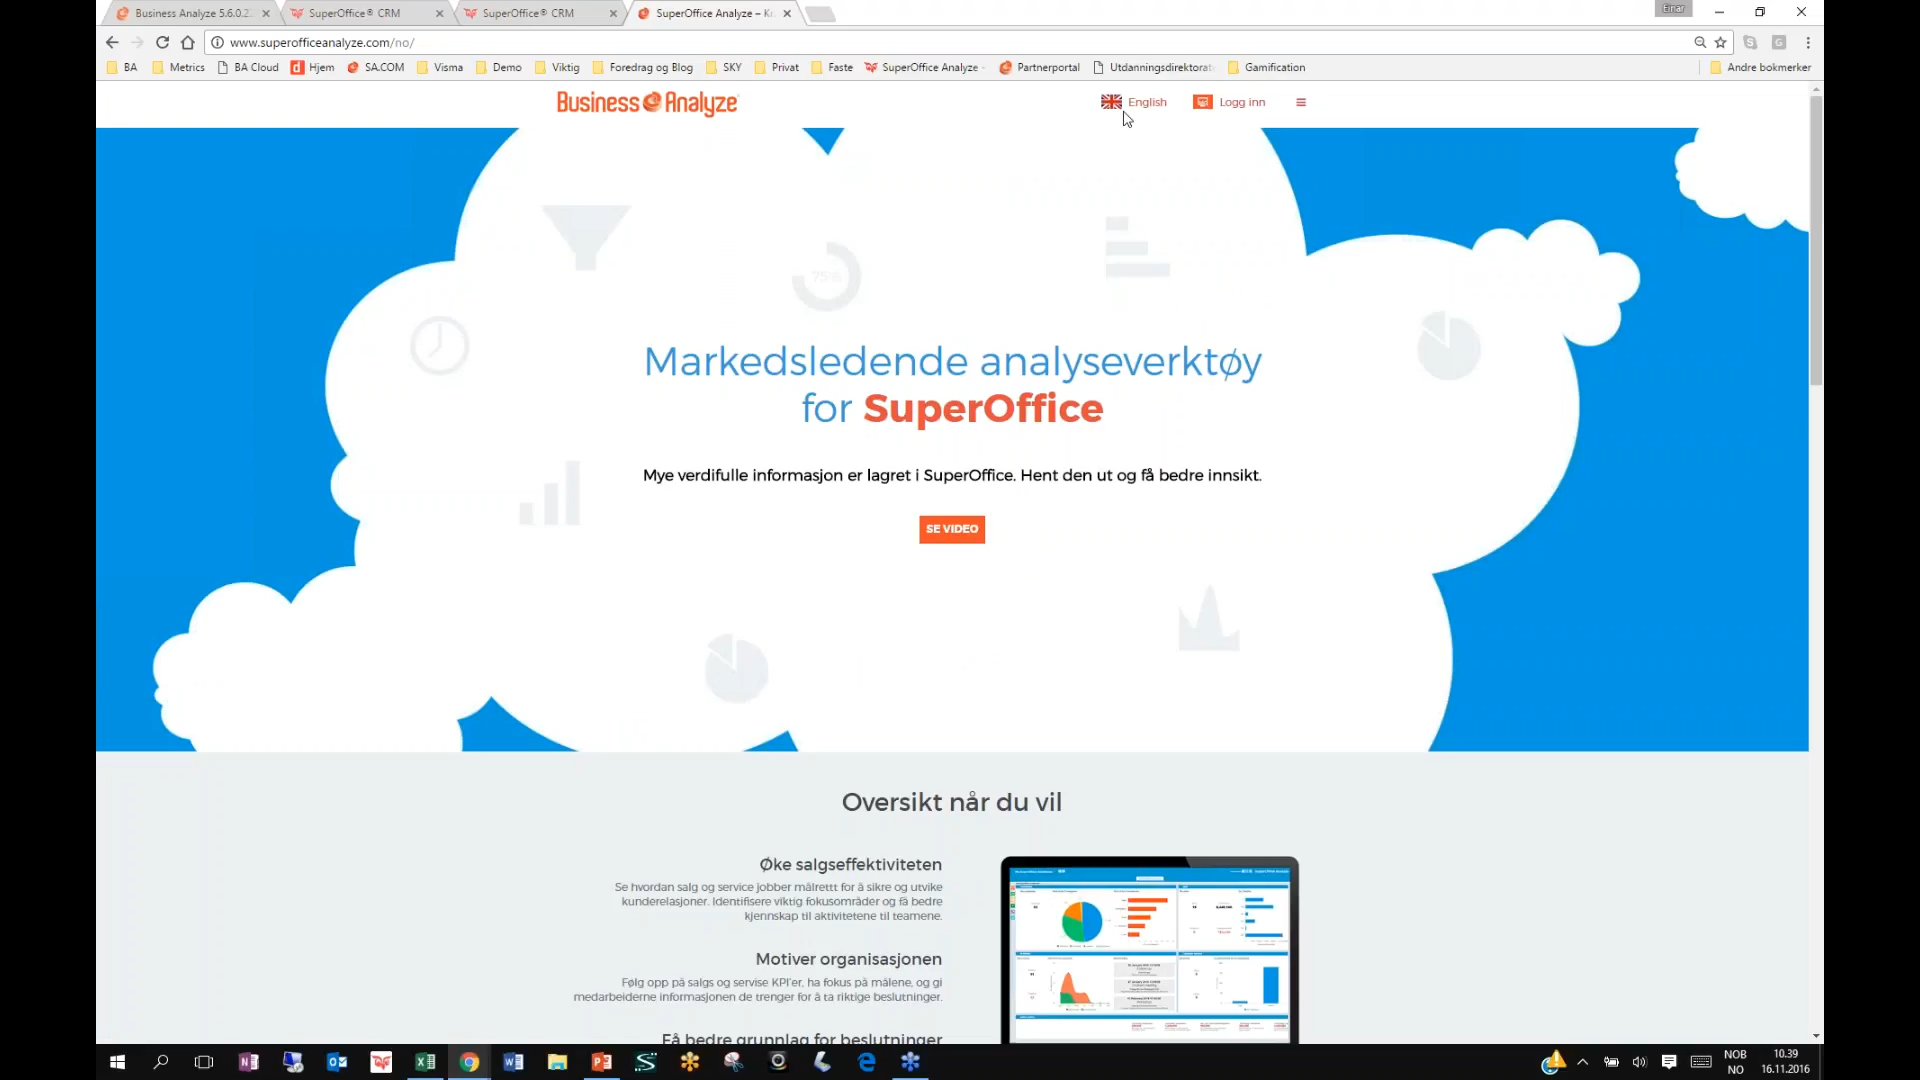 Business Analyze 5.6.0.2
SuperOffice® CRM
SuperOffice® CRM
SuperOffice Analyze – K
Einar
www.superofficeanalyze.com/no/
BA
Metrics
BA Cloud
Hjem
SA.COM
Visma
Demo
Viktig
Foredrag og Blog
SKY
Privat
Faste
SuperOffice Analyze -
Partnerportal
Utdanningsdirektorat
Gamification
Andre bokmerker
Business Analyze
English
Logg inn
75%
Markedsledende analyseverktøy
for SuperOffice
Mye verdifulle informasjon er lagret i SuperOffice. Hent den ut og få bedre innsikt.
SE VIDEO
Oversikt når du vil
Øke salgseffektiviteten
Se hvordan salg og service jobber målrettt for å sikre og utvike
kunderelasjoner. Identifisere viktig fokusområder og få bedre
kjennskap til aktivitetene til teamene.
Motiver organisasjonen
Følg opp på salgs og servise KPI'er, ha fokus på målene, og gi
medarbeiderne informasjonen de trenger for å ta riktige beslutninger.
Få bedre grunnlag for beslutninger
NOB
NO
10.39
16.11.2016